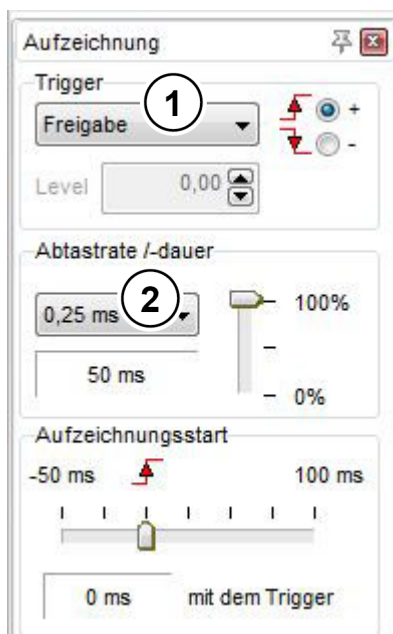 Aufzeichnung
Trigger
1
Freigabe
+
-
Level 0,00
Abtastrate /-dauer
2
0,25 ms
100%
50 ms
0%
Aufzeichnungsstart
-50 ms 100 ms
0 ms mit dem Trigger